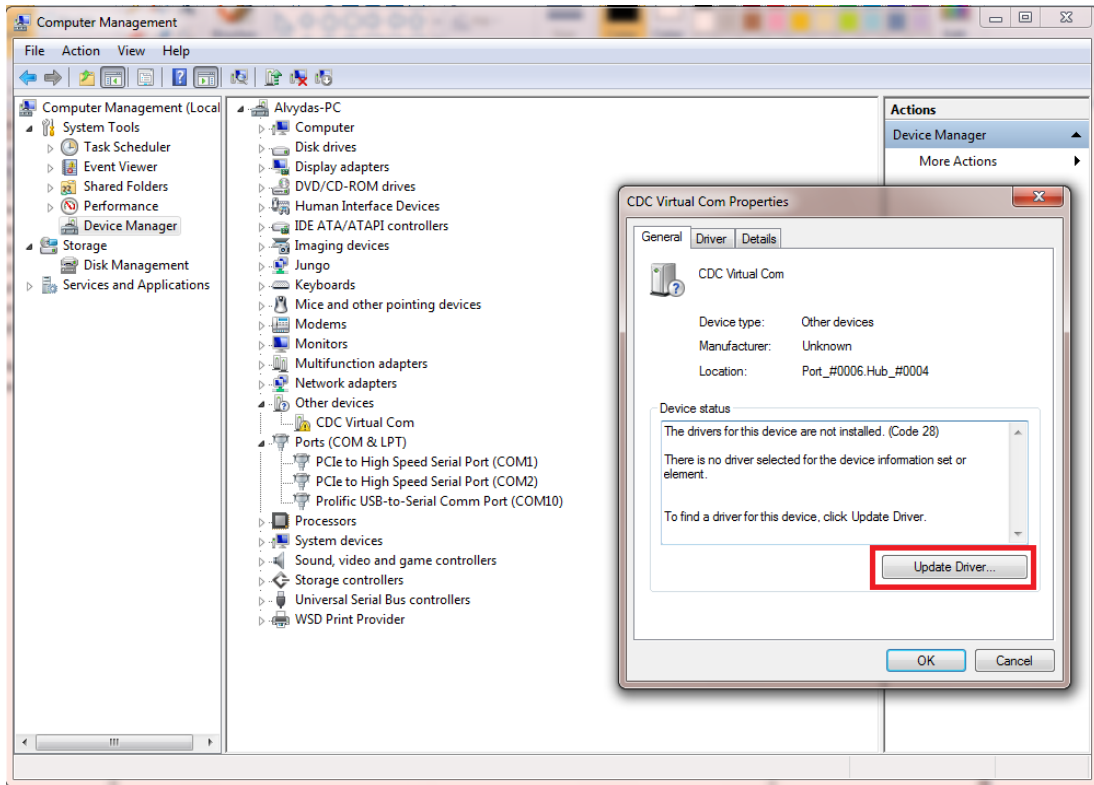 Computer Management
File Action View Help
Computer Management (Local
System Tools
Task Scheduler
Event Viewer
Shared Folders
Performance
Device Manager
Storage
Disk Management
Services and Applications
Alvydas-PC
Computer
Disk drives
Display adapters
DVD/CD-ROM drives
Human Interface Devices
IDE ATA/ATAPI controllers
Imaging devices
Jungo
Keyboards
Mice and other pointing devices
Modems
Monitors
Multifunction adapters
Network adapters
Other devices
CDC Virtual Com
Ports (COM & LPT)
PCIe to High Speed Serial Port (COM1)
PCIe to High Speed Serial Port (COM2)
Prolific USB-to-Serial Comm Port (COM10)
Processors
System devices
Sound, video and game controllers
Storage controllers
Universal Serial Bus controllers
WSD Print Provider
Actions
Device Manager
More Actions
CDC Virtual Com Properties
General Driver Details
CDC Virtual Com
Device type: Other devices
Manufacturer: Unknown
Location: Port_#0006.Hub_#0004
Device status
The drivers for this device are not installed. (Code 28)
There is no driver selected for the device information set or
element.
To find a driver for this device, click Update Driver.
Update Driver...
OK Cancel